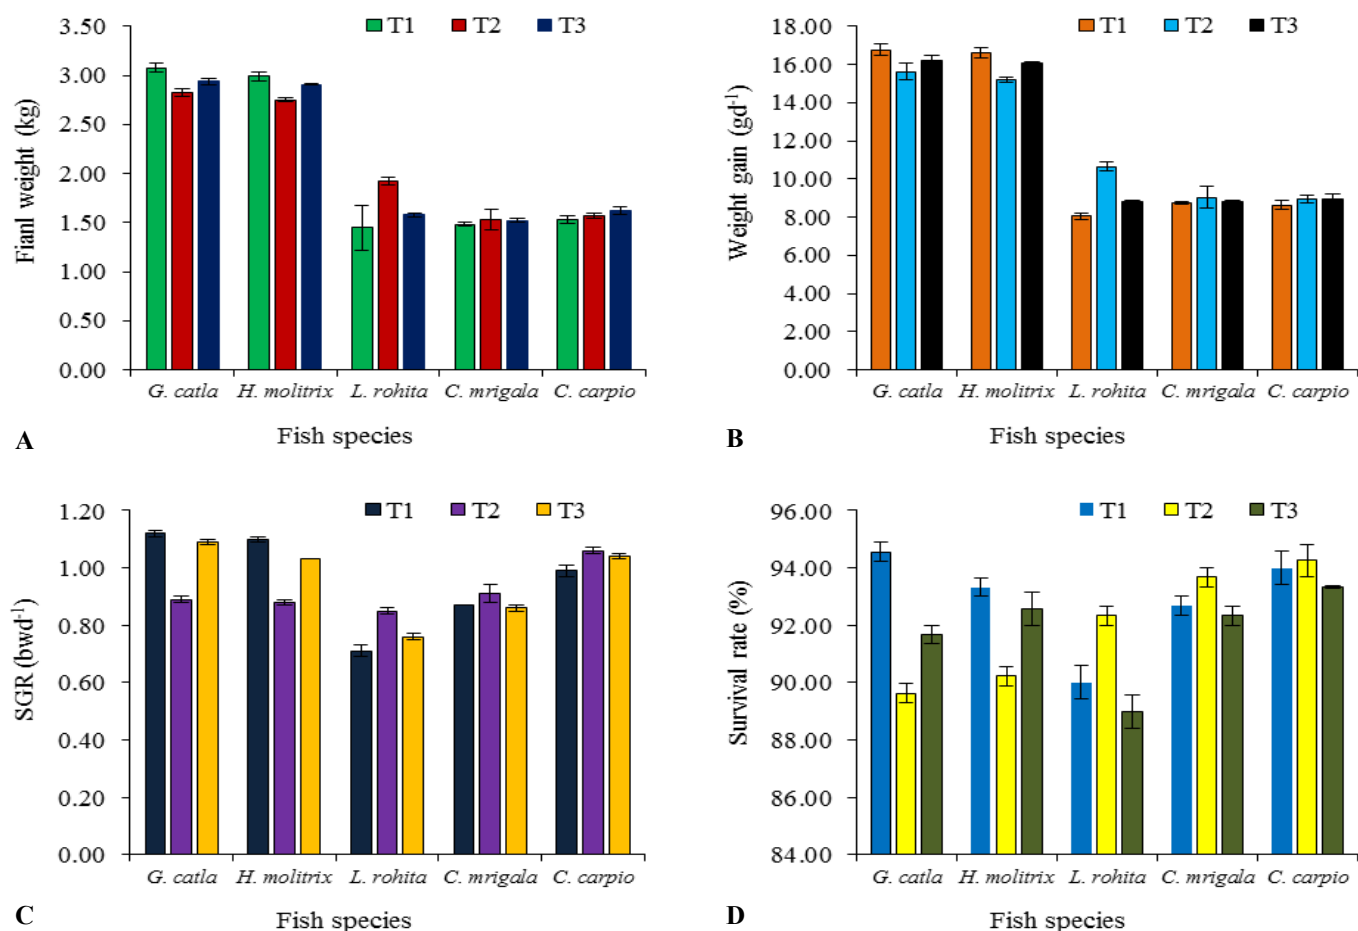 3.50
3.00
2.50
2.00
1.50
1.00
0.50
0.00
Fianl weight (kg)
T1 T2 T3
G. catla H. molitrix L. rohita C. mrigala C. carpio
Fish species
A
18.00
16.00
14.00
12.00
10.00
8.00
6.00
4.00
2.00
0.00
Weight gain (gd-1)
T1 T2 T3
G. catla H. molitrix L. rohita C. mrigala C. carpio
Fish species
B
1.20
1.00
0.80
0.60
0.40
0.20
0.00
SGR (bwd-1)
T1 T2 T3
G. catla H. molitrix L. rohita C. mrigala C. carpio
Fish species
C
96.00
94.00
92.00
90.00
88.00
86.00
84.00
Survival rate (%)
T1 T2 T3
G. catla H. molitrix L. rohita C. mrigala C. carpio
Fish species
D